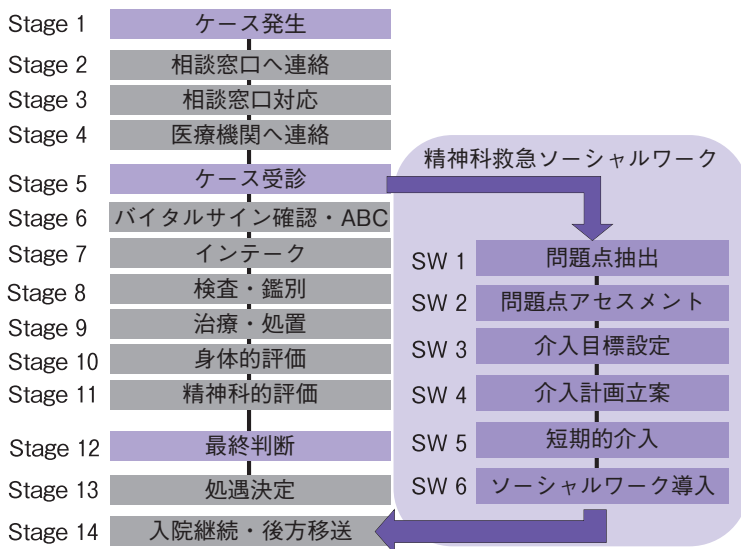 Stage 1 ケース発生
Stage 2 相談窓口へ連絡
Stage 3 相談窓口対応
Stage 4 医療機関へ連絡
Stage 5 ケース受診
Stage 6 バイタルサイン確認・ABC
Stage 7 インテーク
Stage 8 検査・鑑別
Stage 9 治療・処置
Stage 10 身体的評価
Stage 11 精神科的評価
Stage 12 最終判断
Stage 13 処遇決定
Stage 14 入院継続・後方移送
精神科救急ソーシャルワーク
SW 1 問題点抽出
SW 2 問題点アセスメント
SW 3 介入目標設定
SW 4 介入計画立案
SW 5 短期的介入
SW 6 ソーシャルワーク導入